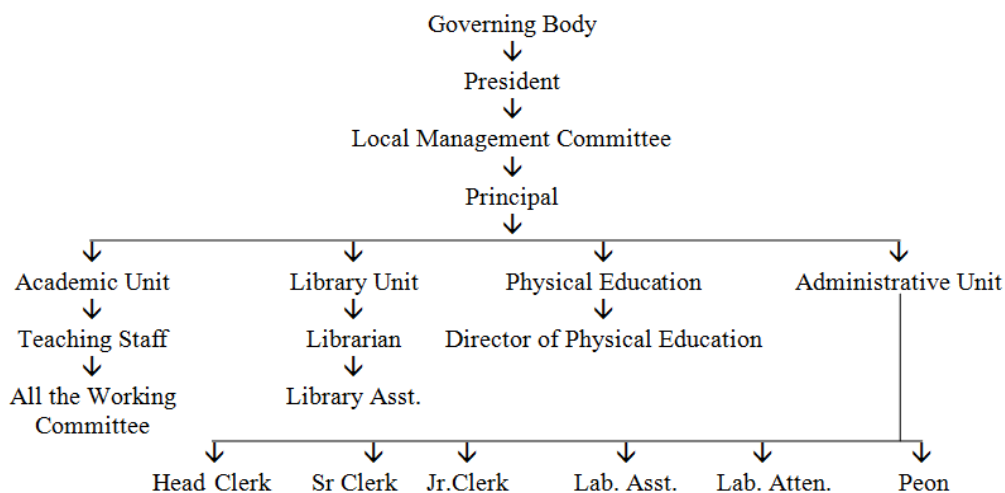 Governing Body
President
Local Management Committee
Principal
Academic Unit Library Unit Physical Education Administrative Unit
Teaching Staff Librarian Director of Physical Education
All the Working Library Asst.
Committee
Head Clerk Sr Clerk Jr.Clerk Lab. Asst. Lab. Atten. Peon